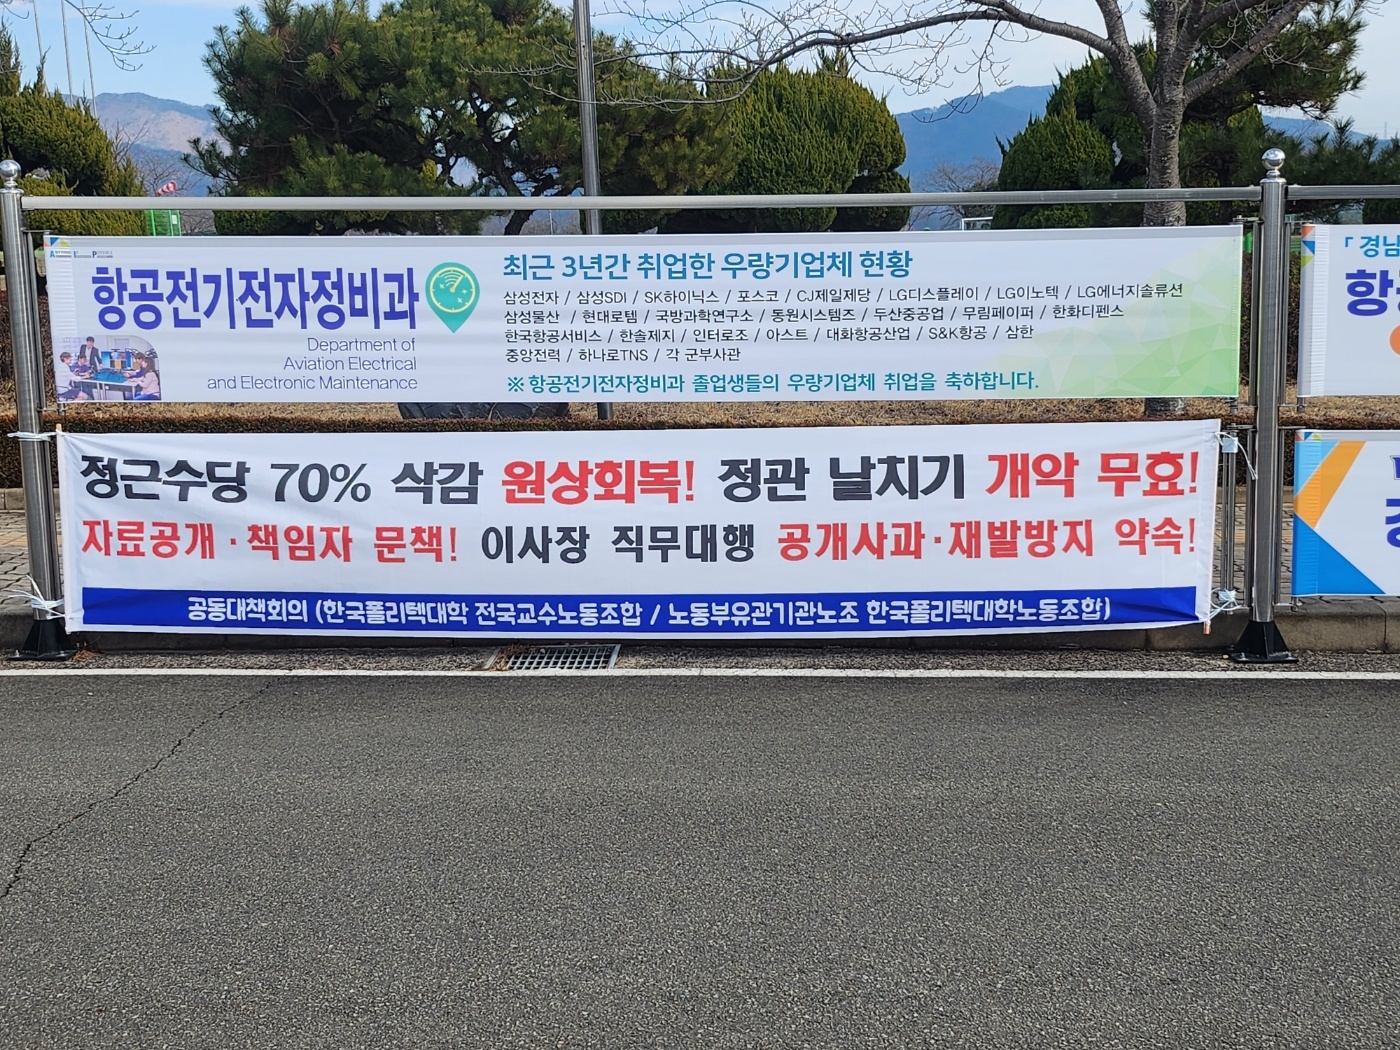 항공전기전자정비과
Department of
Aviation Electrical
and Electronic Maintenance
최근 3년간 취업한 우량기업체 현황
삼성전자 / 삼성SDI / SK하이닉스 / 포스코 / CJ제일제당 / LG디스플레이 / LG이노텍 / LG에너지솔루션
삼성물산 / 현대로템 / 국방과학연구소 / 동원시스템즈 / 두산중공업 / 무림페이퍼 / 한화디펜스
한국항공서비스 / 한솔제지 / 인터로조 / 아스트 / 대화항공산업 / S&K항공 / 삼한
중앙전력 / 하나로TNS / 각 군부사관
※ 항공전기전자정비과 졸업생들의 우량기업체 취업을 축하합니다.
「경남
정근수당 70% 삭감 원상회복! 정관 날치기 개악 무효!
자료공개·책임자 문책! 이사장 직무대행 공개사과·재발방지 약속!
공동대책회의 (한국폴리텍대학 전국교수노동조합 / 노동부유관기관노조 한국폴리텍대학노동조합)